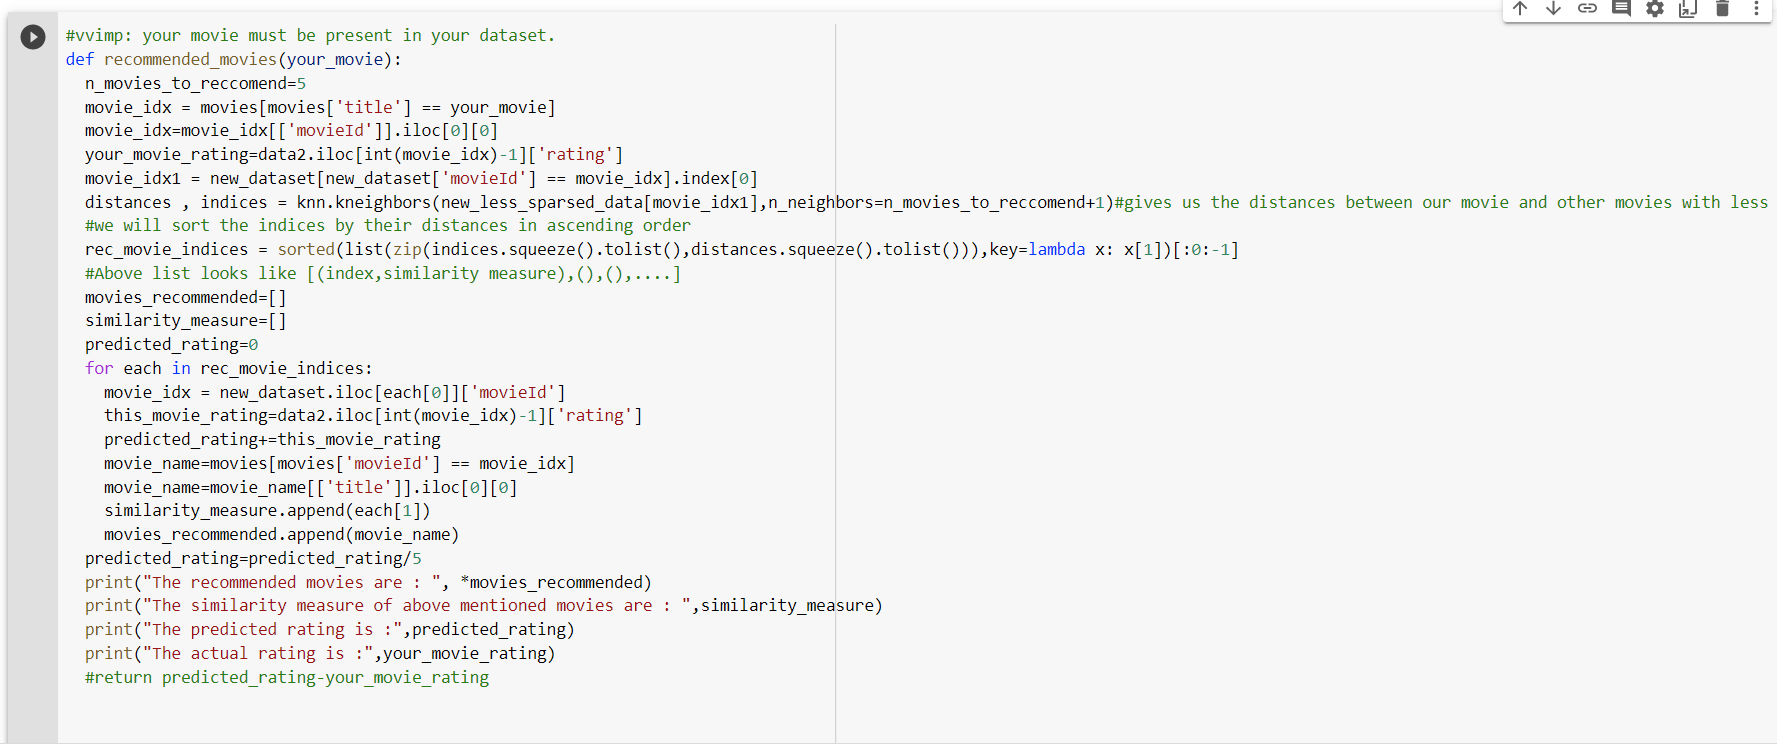 #vvimp: your movie must be present in your dataset.
def recommended_movies(your_movie):
  n_movies_to_reccomend=5
  movie_idx = movies[movies['title'] == your_movie]
  movie_idx=movie_idx[['movieId']].iloc[0][0]
  your_movie_rating=data2.iloc[int(movie_idx)-1]['rating']
  movie_idx1 = new_dataset[new_dataset['movieId'] == movie_idx].index[0]
  distances , indices = knn.kneighbors(new_less_sparsed_data[movie_idx1],n_neighbors=n_movies_to_reccomend+1)#gives us the distances between our movie and other movies with less
  #we will sort the indices by their distances in ascending order
  rec_movie_indices = sorted(list(zip(indices.squeeze().tolist(),distances.squeeze().tolist())),key=lambda x: x[1])[:0:-1]
  #Above list looks like [(index,similarity measure),(),(),....]
  movies_recommended=[]
  similarity_measure=[]
  predicted_rating=0
  for each in rec_movie_indices:
    movie_idx = new_dataset.iloc[each[0]]['movieId']
    this_movie_rating=data2.iloc[int(movie_idx)-1]['rating']
    predicted_rating+=this_movie_rating
    movie_name=movies[movies['movieId'] == movie_idx]
    movie_name=movie_name[['title']].iloc[0][0]
    similarity_measure.append(each[1])
    movies_recommended.append(movie_name)
  predicted_rating=predicted_rating/5
  print("The recommended movies are : ", *movies_recommended)
  print("The similarity measure of above mentioned movies are : ",similarity_measure)
  print("The predicted rating is :",predicted_rating)
  print("The actual rating is :",your_movie_rating)
  #return predicted_rating-your_movie_rating